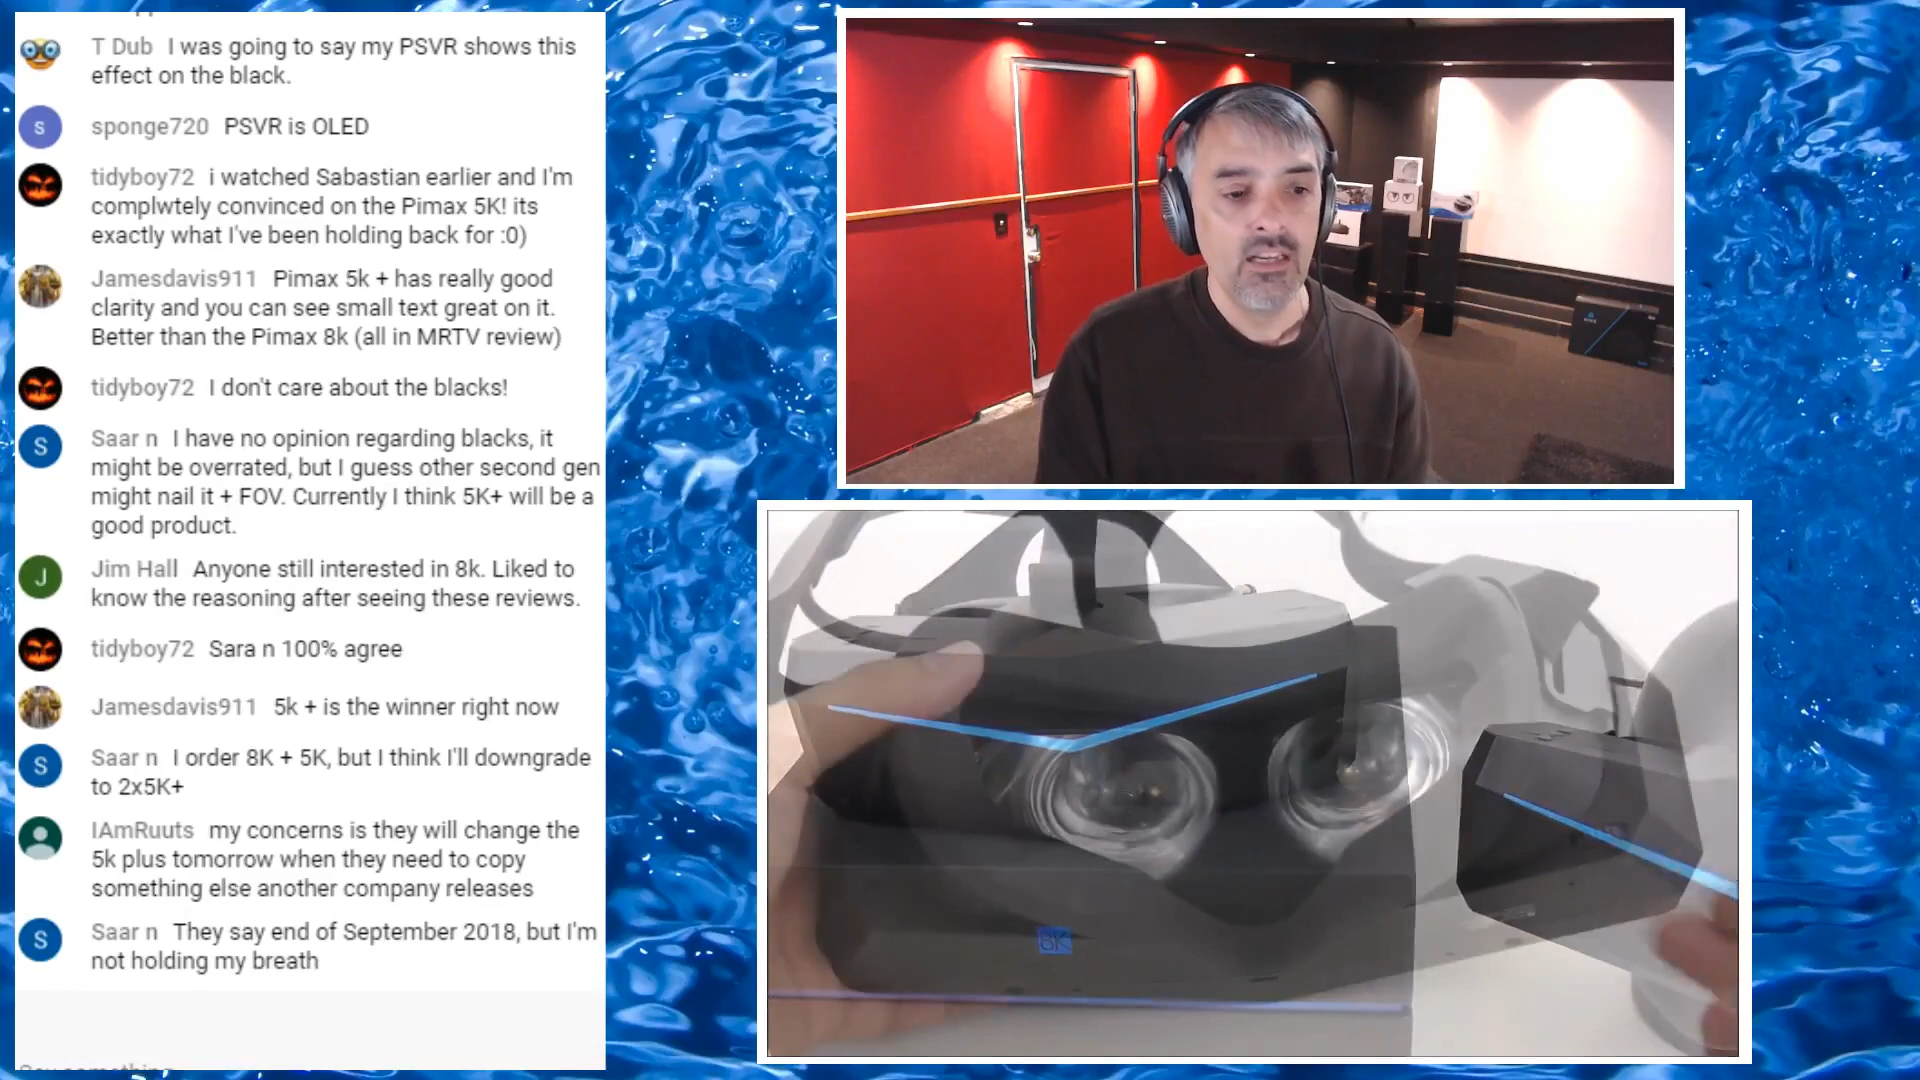 T Dub I was going to say my PSVR shows this
effect on the black.
S
sponge720 PSVR is OLED
tidyboy72 i watched Sabastian earlier and I'm
complwtely convinced on the Pimax 5K! its
exactly what I've been holding back for :0)
Jamesdavis911 Pimax 5k + has really good
clarity and you can see small text great on it.
Better than the Pimax 8k (all in MRTV review)
tidyboy72 I don't care about the blacks!
S
Saar n I have no opinion regarding blacks, it
might be overrated, but I guess other second gen
might nail it + FOV. Currently I think 5K+ will be a
good product.
J
Jim Hall Anyone still interested in 8k. Liked to
know the reasoning after seeing these reviews.
tidyboy72 Sara n 100% agree
Jamesdavis911 5k + is the winner right now
S
Saar n I order 8K + 5K, but I think I'll downgrade
to 2x5K+
IAmRuuts my concerns is they will change the
5k plus tomorrow when they need to copy
something else another company releases
S
Saar n They say end of September 2018, but I'm
not holding my breath
8K